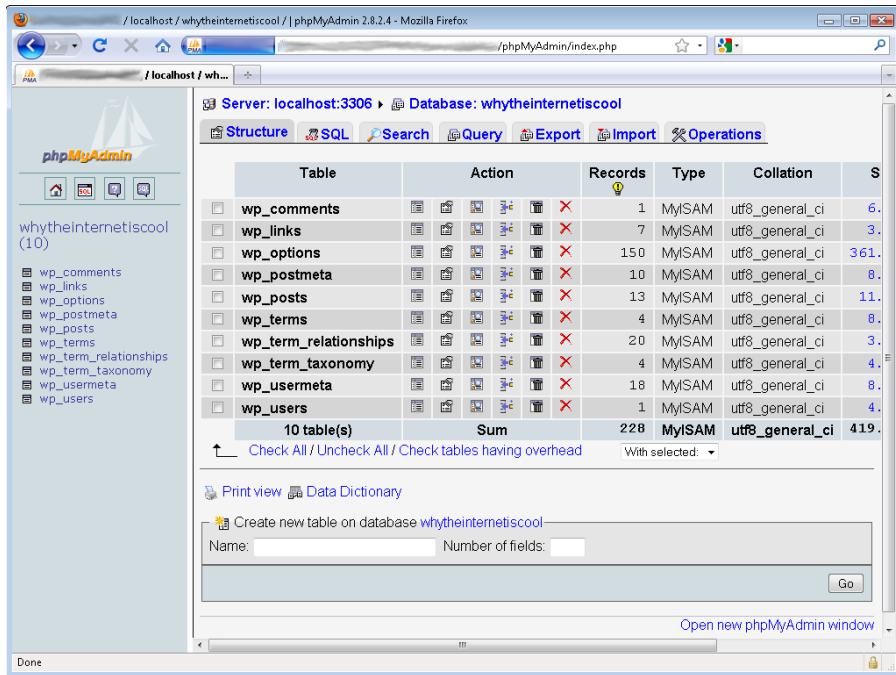 / localhost / whytheinternetiscool / | phpMyAdmin 2.8.2.4 - Mozilla Firefox
/phpMyAdmin/index.php
PMA / localhost / wh...
Server: localhost:3306 Database: whytheinternetiscool
Structure SQL Search Query Export Import Operations
phpMyAdmin
SQL
whytheinternetiscool
(10)
wp_comments
wp_links
wp_options
wp_postmeta
wp_posts
wp_terms
wp_term_relationships
wp_term_taxonomy
wp_usermeta
wp_users
Table Action Records Type Collation S
wp_comments 1 MyISAM utf8_general_ci 6.
wp_links 7 MyISAM utf8_general_ci 3.
wp_options 150 MyISAM utf8_general_ci 361.
wp_postmeta 10 MyISAM utf8_general_ci 8.
wp_posts 13 MyISAM utf8_general_ci 11.
wp_terms 4 MyISAM utf8_general_ci 8.
wp_term_relationships 20 MyISAM utf8_general_ci 3.
wp_term_taxonomy 4 MyISAM utf8_general_ci 4.
wp_usermeta 18 MyISAM utf8_general_ci 8.
wp_users 1 MyISAM utf8_general_ci 4.
10 table(s) Sum 228 MyISAM utf8_general_ci 419.
Check All / Uncheck All / Check tables having overhead With selected:
Print view Data Dictionary
Create new table on database whytheinternetiscool
Name: Number of fields:
Go
Open new phpMyAdmin window
Done